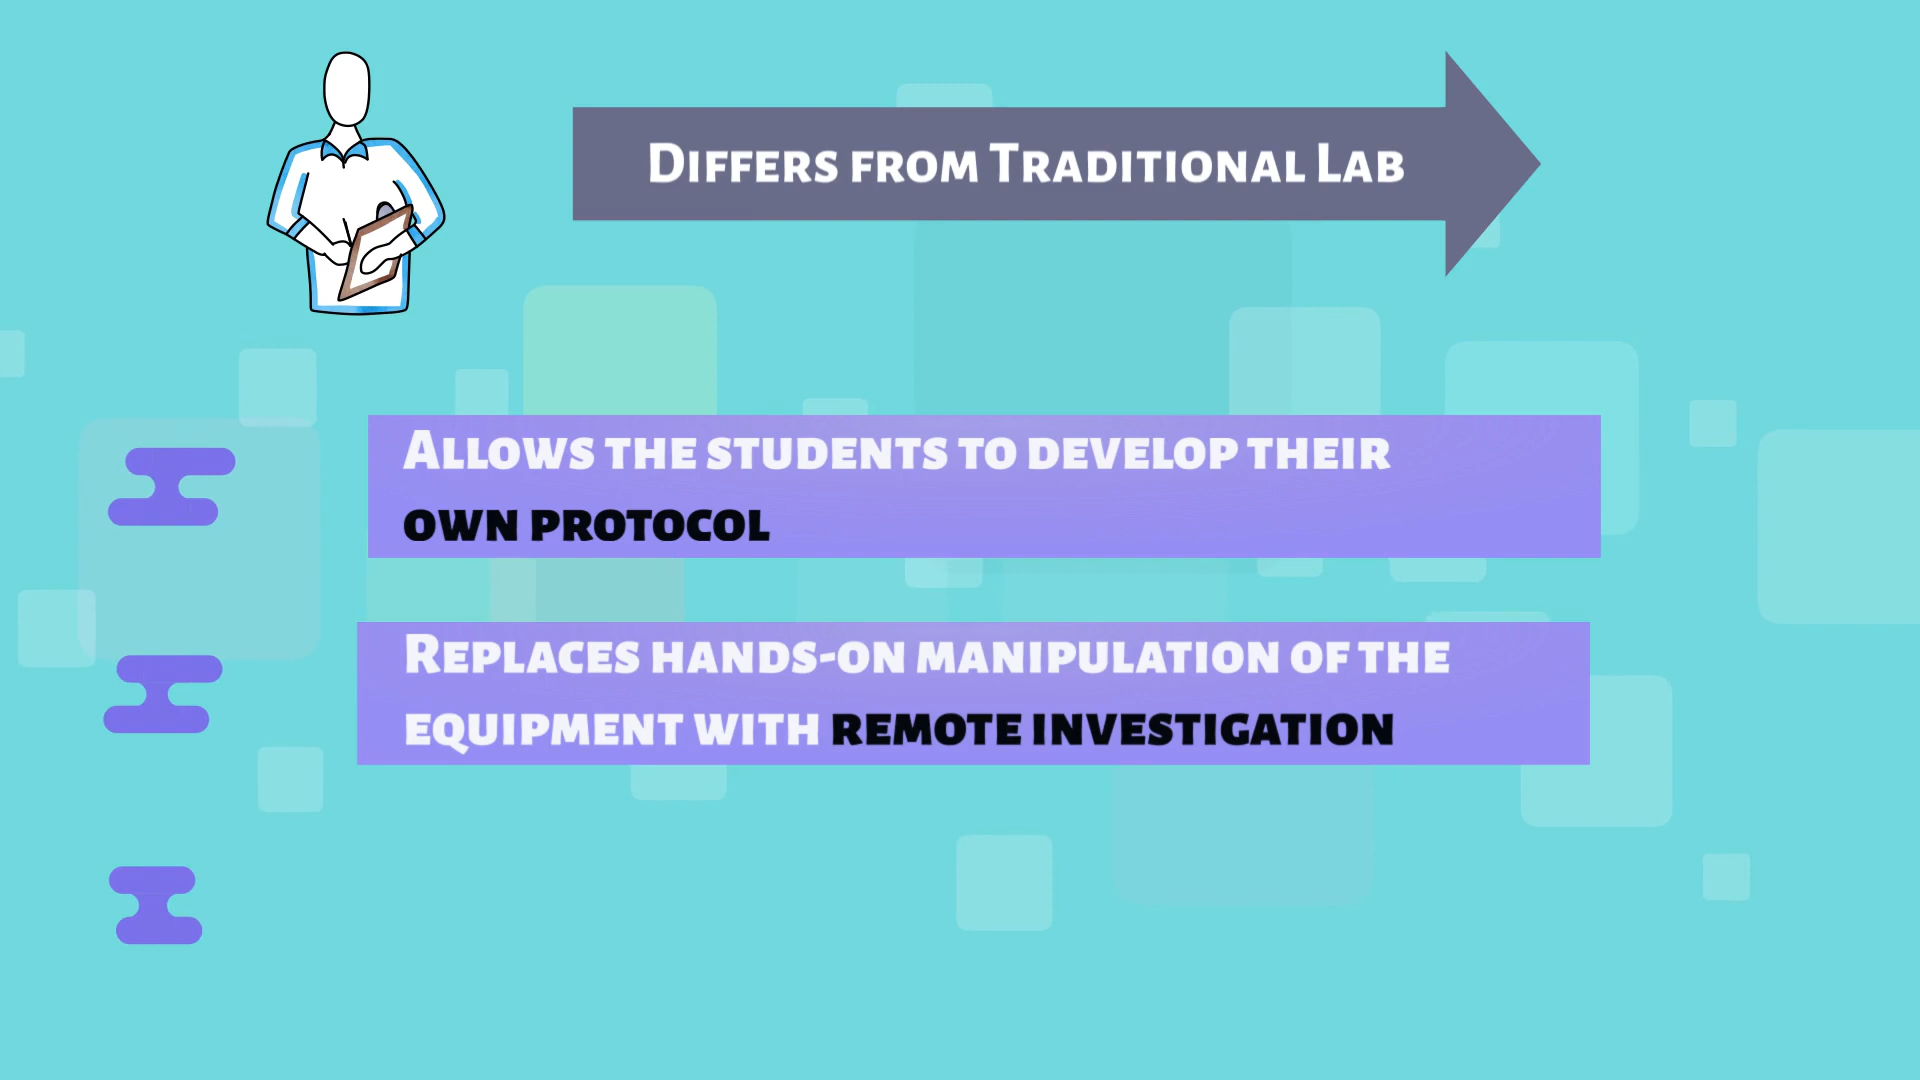 Differs from Traditional Lab
Allows the students to develop their
own protocol
Replaces hands-on manipulation of the
equipment with remote investigation